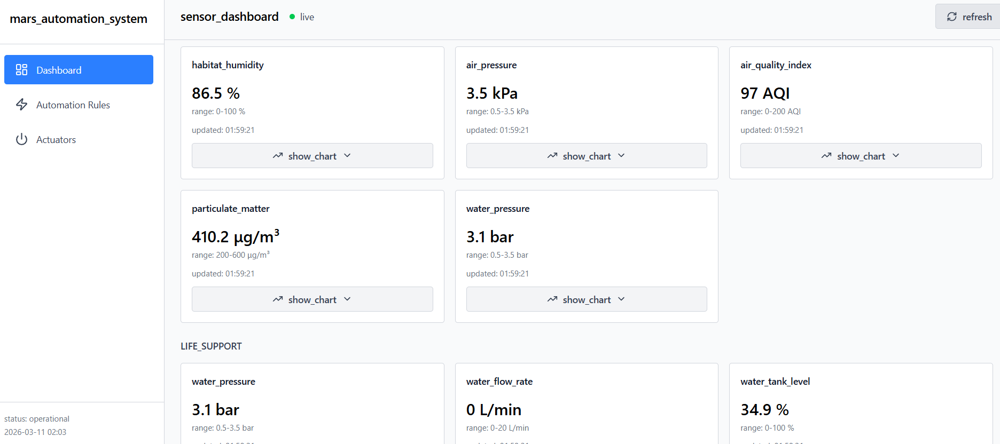 mars_automation_system
Dashboard
Automation Rules
Actuators
status: operational
2026-03-11 02:03
sensor_dashboard live
refresh
habitat_humidity
86.5 %
range: 0-100 %
updated: 01:59:21
show_chart
air_pressure
3.5 kPa
range: 0.5-3.5 kPa
updated: 01:59:21
show_chart
air_quality_index
97 AQI
range: 0-200 AQI
updated: 01:59:21
show_chart
particulate_matter
410.2 µg/m³
range: 200-600 µg/m³
updated: 01:59:21
show_chart
water_pressure
3.1 bar
range: 0.5-3.5 bar
updated: 01:59:21
show_chart
LIFE_SUPPORT
water_pressure
3.1 bar
range: 0.5-3.5 bar
water_flow_rate
0 L/min
range: 0-20 L/min
water_tank_level
34.9 %
range: 0-100 %